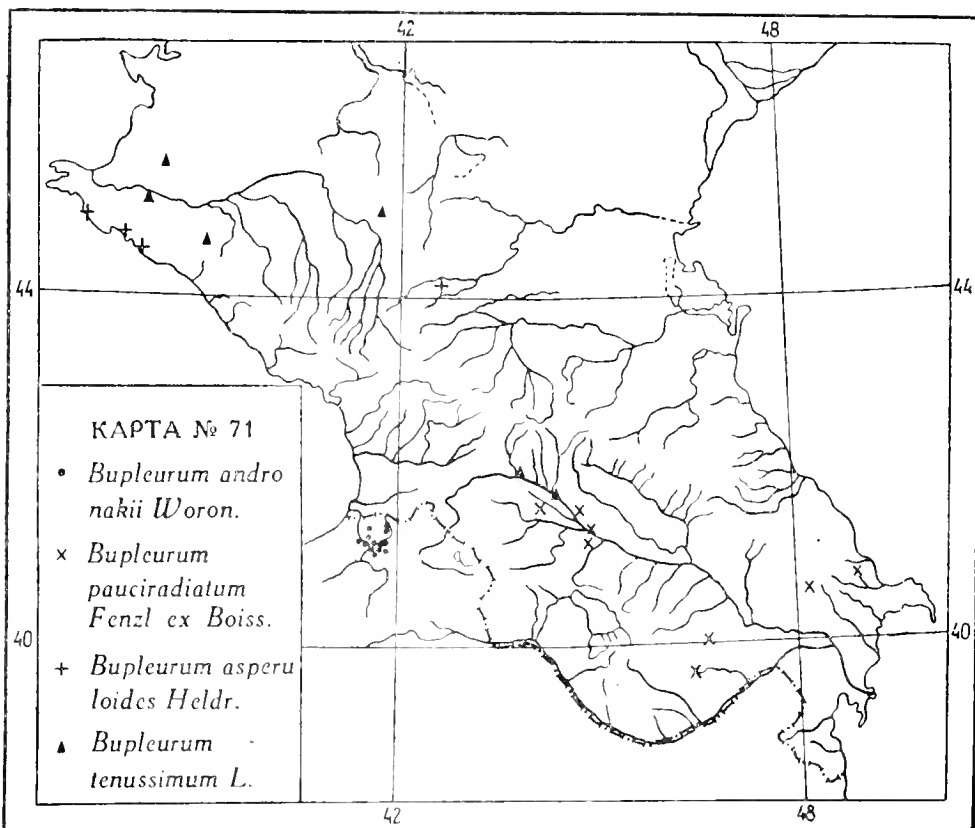 42 48
44 44
КАРТА № 71
Bupleurum andro
nakii Woron.
Bupleurum
pauciradiatum
Fenzl ex Boiss.
Bupleurum asperu
loides Heldr.
Bupleurum -
tenussimum L.
40 40
42 48